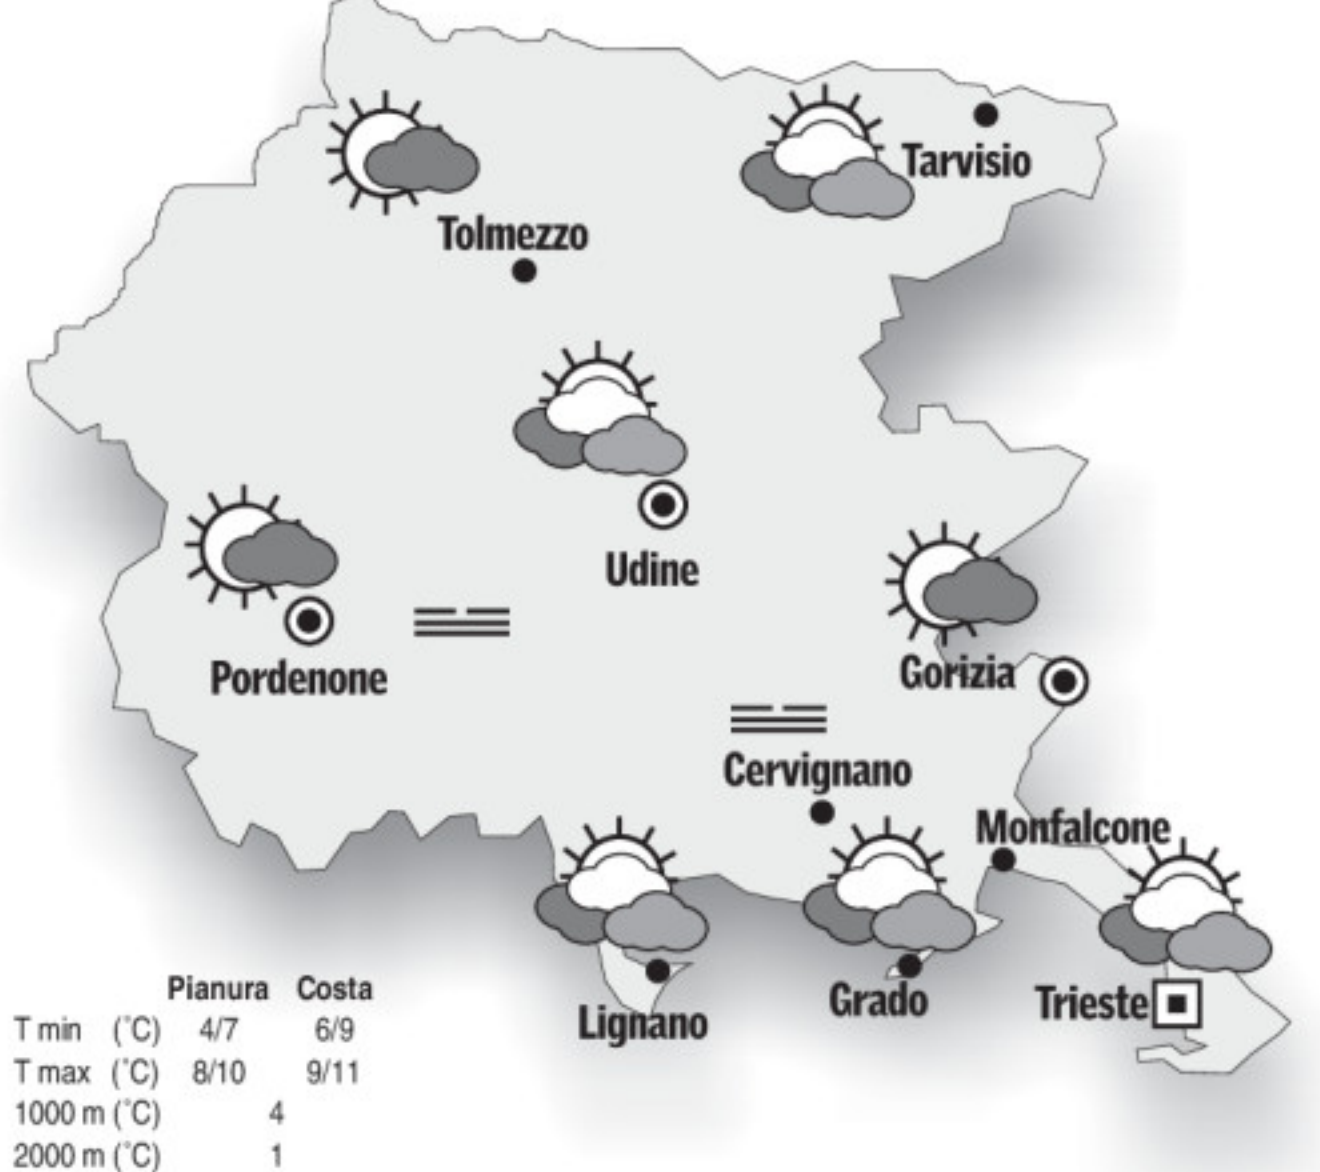 Tarvisio
Tolmezzo
Udine
Pordenone
Gorizia
Cervignano
Monfalcone
Lignano
Grado
Trieste
Pianura Costa
T min (°C) 4/7 6/9
T max (°C) 8/10 9/11
1000 m (°C) 4
2000 m (°C) 1